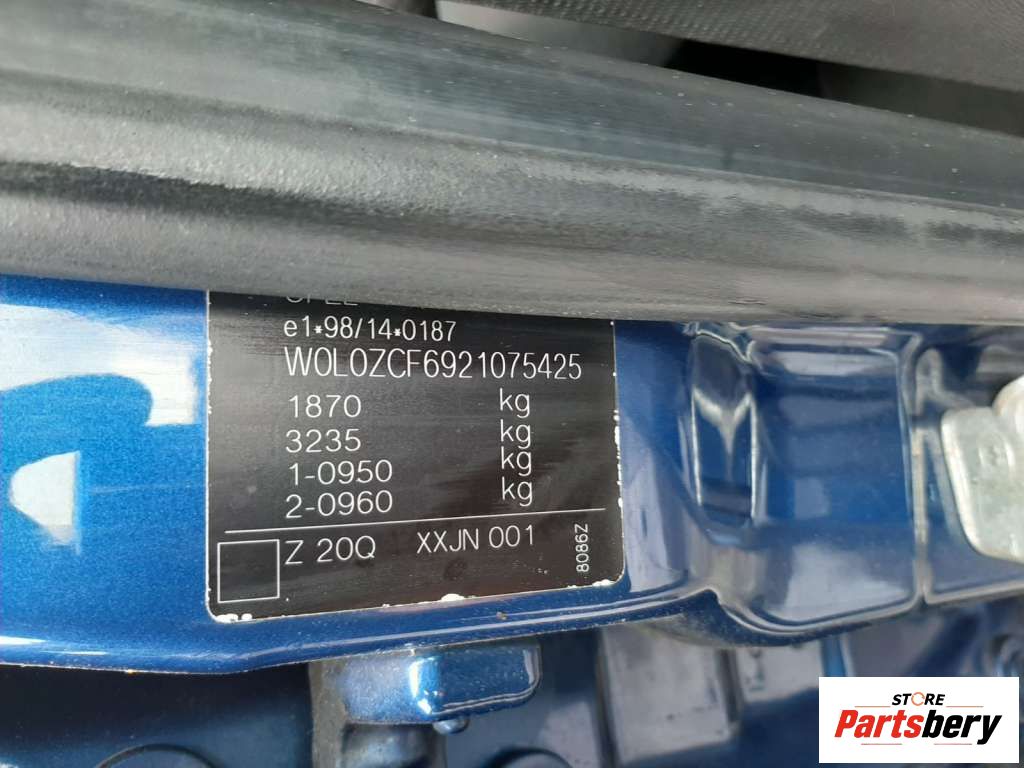 e1*98/14*0187
W0L0ZCF6921075425
1870 kg
3235 kg
1-0950 kg
2-0960 kg
Z 20Q XXJN 001
8086Z
STORE
Partsbery